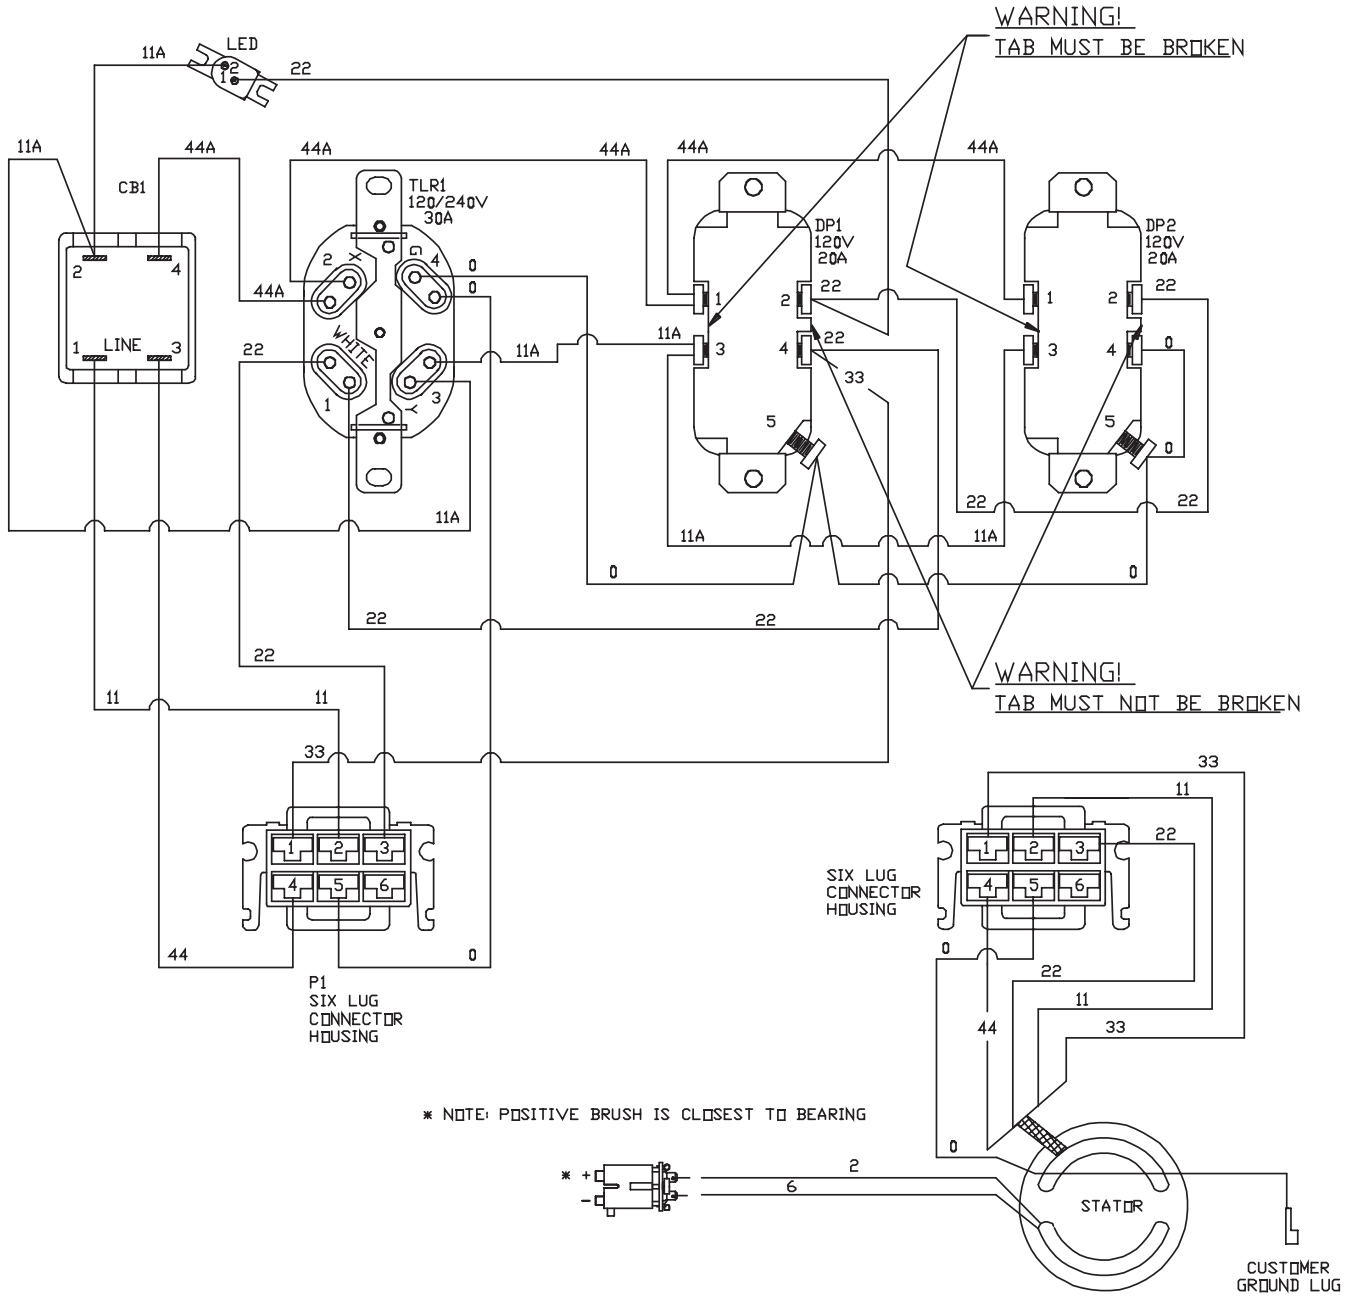 WARNING!
TAB MUST BE BROKEN
LED
11A
2
1
22
11A
44A
44A
44A
44A
44A
CB1
TLR1
120/240V
30A
DP1
120V
20A
DP2
120V
20A
2
4
2
X
G
4
0
0
44A
1
2
22
1
2
22
1
LINE
3
22
WHITE
11A
11A
3
4
22
33
3
4
0
1
Y
3
5
5
0
11A
22
22
11A
11A
0
0
22
22
22
WARNING!
TAB MUST NOT BE BROKEN
11
11
33
33
11
22
1
2
3
4
5
6
1
2
3
4
5
6
SIX LUG
CONNECTOR
HOUSING
44
0
0
P1
SIX LUG
CONNECTOR
HOUSING
22
11
44
33
* NOTE: POSITIVE BRUSH IS CLOSEST TO BEARING
0
* +
-
2
6
STATOR
CUSTOMER
GROUND LUG